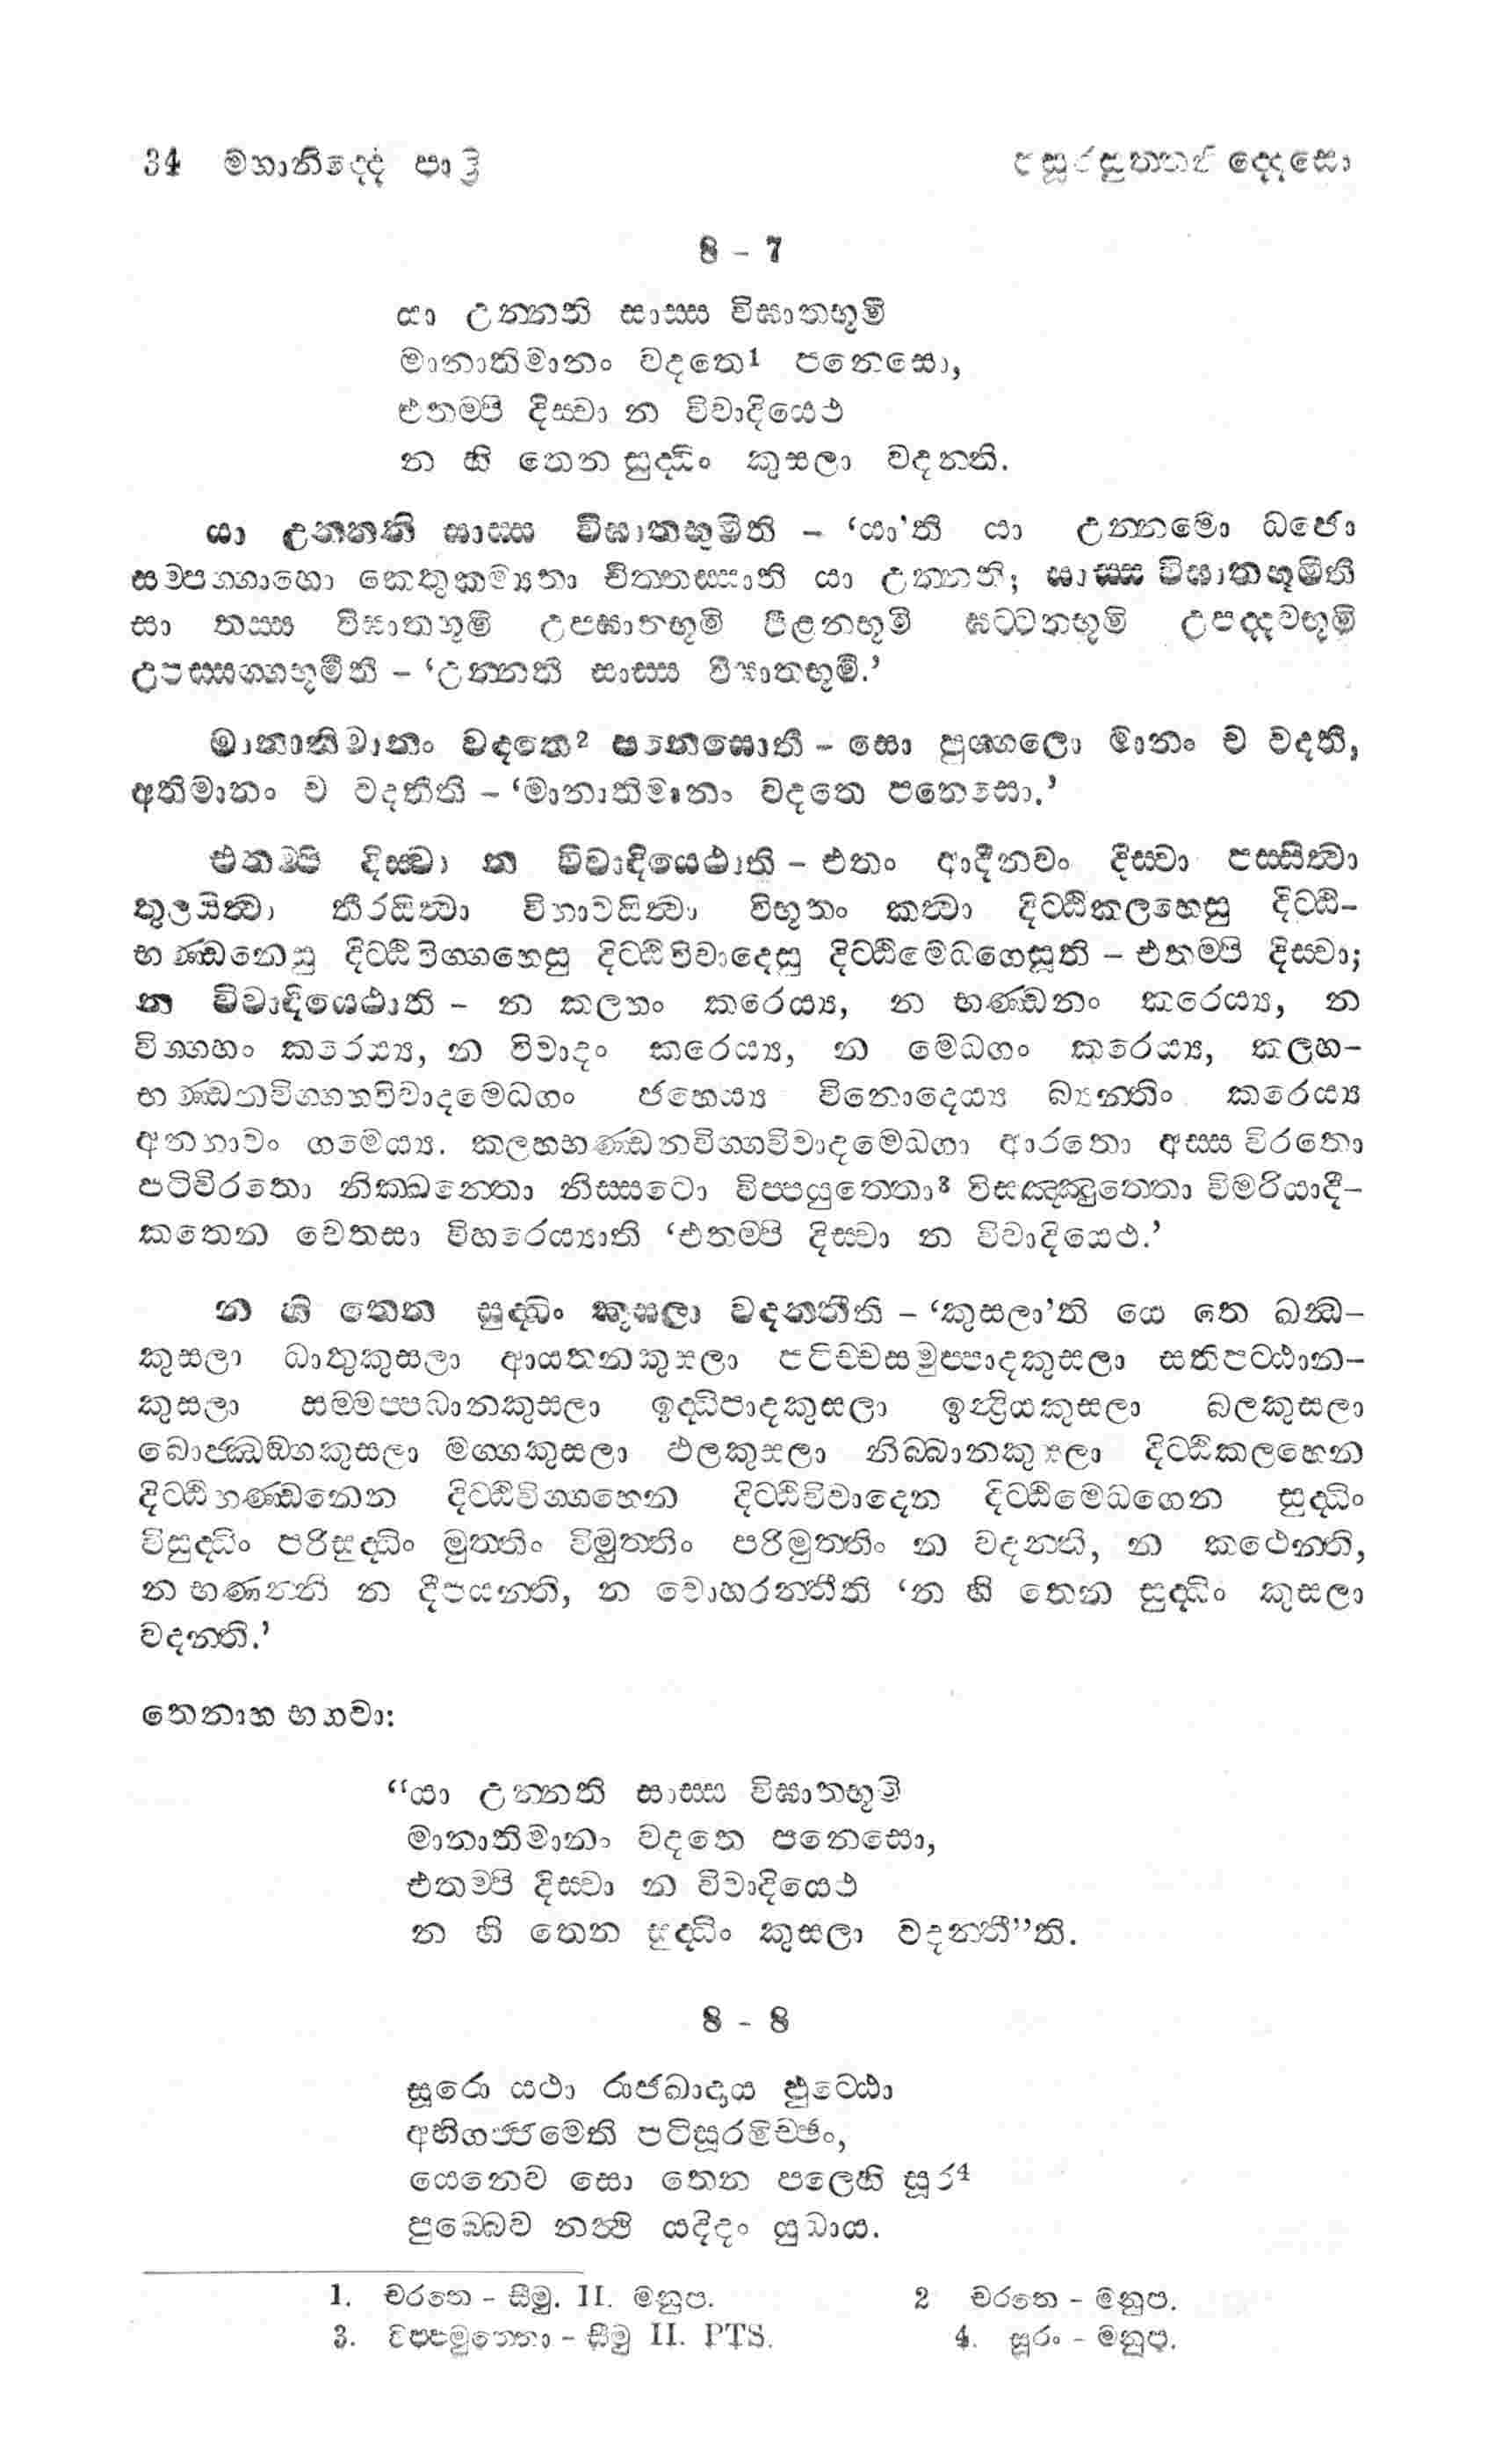 34 මහානිද්දෙ පාළි පසූරසුත්තනිද්දෙසො
8 - 7
යා උන්නති සාස්ස විඝාතභූමි
මානාතිමානං වදතෙ1 පනෙසො,
එතම්පි දිස්වා න විවාදියෙථ
න හි තෙන සුද්ධිං කුසලා වදන්ති.
යා උන්නති සාස්ස විඝාතභූමීති - ‘යා’ති යා උන්නමො ධජො
සම්පග්ගාහො කෙතුකම්‍යතා චිත්තස්සාති යා උන්නති; සාස්ස විඝාතභූමීති
සා තස්ස විඝාතභූමි උපඝාතභූමි පීළනභූමි ඝට්ටනභූමි උපද්දවභූමි
උපස්සග්ගභූමීති - ‘උන්නති සාස්ස විඝාතභූමි.’
මානාතිමානං වදතෙ2 පනෙසොති - සො පුග්ගලො මානං ච වදති,
අතිමානං ච වදතීති - ‘මානාතිමානං වදතෙ පනෙසො.’
එතම්පි දිස්වා න විවාදියෙථාති - එතං ආදීනවං දිස්වා පස්සිත්වා
තුලයිත්වා තීරයිත්වා විභාවයිත්වා විභූතං කත්වා දිට්ඨිකලහෙසු දිට්ඨි-
භණ්ඩනෙසු දිට්ඨිවිග්ගහෙසු දිට්ඨිවිවාදෙසු දිට්ඨිමෙධගෙසූති - එතම්පි දිස්වා;
න විවාදියෙථාති - න කලහං කරෙය්‍ය, න භණ්ඩනං කරෙය්‍ය, න
විග්ගහං කරෙය්‍ය, න විවාදං කරෙය්‍ය, න මෙධගං කරෙය්‍ය, කලහ-
භණ්ඩනවිග්ගහවිවාදමෙධගං ජහෙය්‍ය විනොදෙය්‍ය බ්‍යන්තිං කරෙය්‍ය
අනභාවං ගමෙය්‍ය. කලහභණ්ඩනවිග්ගවිවාදමෙධගා ආරතො අස්ස විරතො
පටිවිරතො නික්ඛන්තො නිස්සටො විප්පයුත්තො3 විසඤ්ඤුත්තො විමරියාදී-
කතෙන චෙතසා විහරෙය්‍යාති ‘එතම්පි දිස්වා න විවාදියෙථ.’
න හි තෙන සුද්ධිං කුසලා වදන්තීති - ‘කුසලා’ති යෙ තෙ ඛන්ධ-
කුසලා ධාතුකුසලා ආයතනකුසලා පටිච්චසමුප්පාදකුසලා සතිපට්ඨාන-
කුසලා සම්මප්පධානකුසලා ඉද්ධිපාදකුසලා ඉන්ද්‍රියකුසලා බලකුසලා
බොජ්ඣඞ්ගකුසලා මග්ගකුසලා ඵලකුසලා නිබ්බානකුසලා දිට්ඨිකලහෙන
දිට්ඨිභණ්ඩනෙන දිට්ඨිවිග්ගහෙන දිට්ඨිවිවාදෙන දිට්ඨිමෙධගෙන සුද්ධිං
විසුද්ධිං පරිසුද්ධිං මුත්තිං විමුත්තිං පරිමුත්තිං න වදන්ති, න කථෙන්ති,
න භණන්ති න දීපයන්ති, න වොහරන්තීති ‘න හි තෙන සුද්ධිං කුසලා
වදන්ති.’
තෙනාහ භගවා:
“යා උන්නති සාස්ස විඝාතභූමි
මානාතිමානං වදතෙ පනෙසො,
එතම්පි දිස්වා න විවාදියෙථ
න හි තෙන සුද්ධිං කුසලා වදන්තී”ති.
8 - 8
සූරො යථා රාජඛාදාය පුට්ඨො
අභිගජ්ජමෙති පටිසූරමිච්ඡං,
යෙනෙව සො තෙන පලෙහි සූර4
පුබ්බෙව නත්ථි යදිදං යුධාය.
1. චරතෙ - සීමු. II. මනුප. 2 චරතෙ - මනුප.
3. විප්පමුත්තො - සීමු II. PTS. 4. සූරං - මනුප.